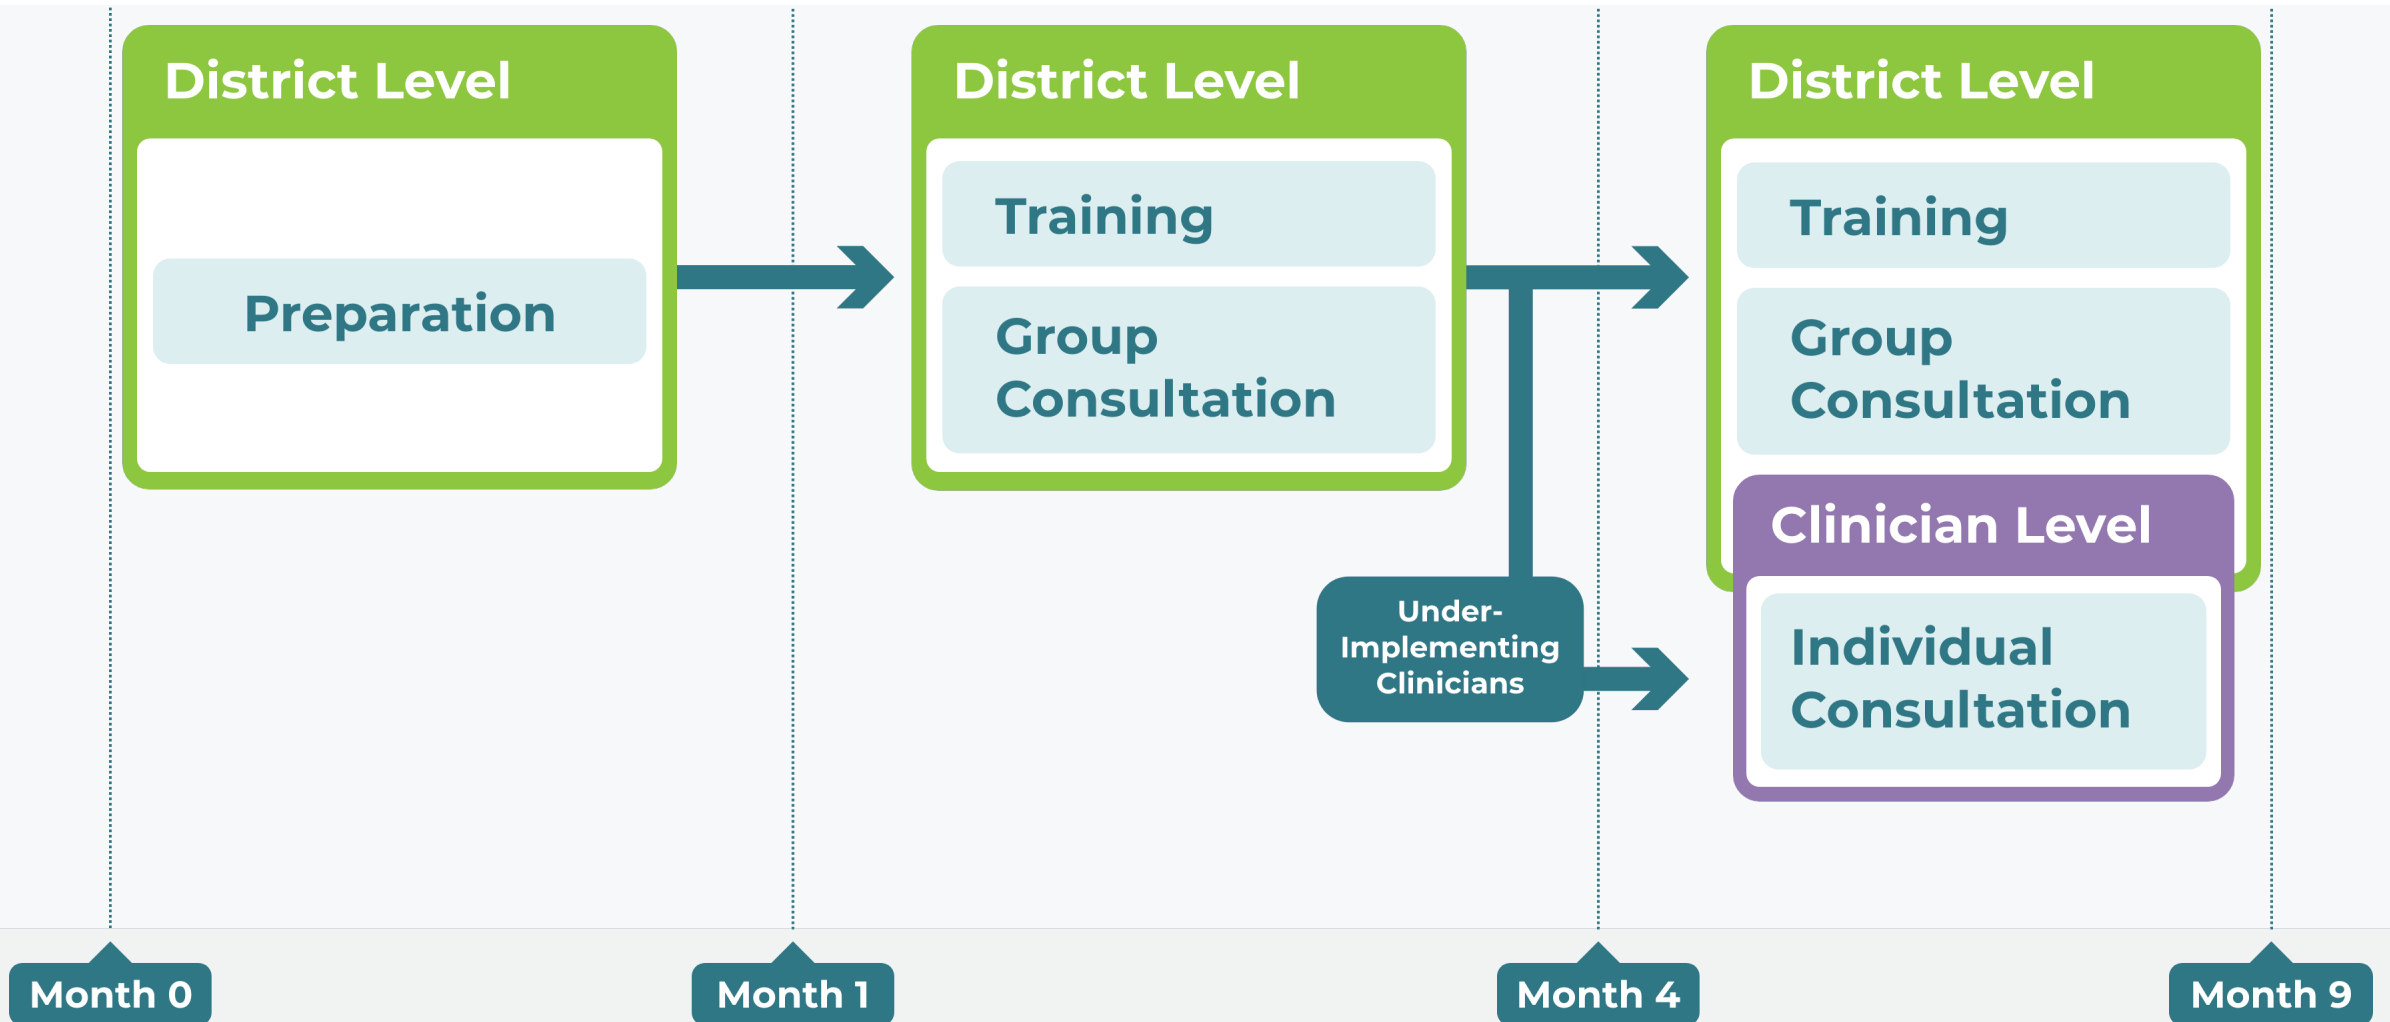 District Level
Preparation
District Level
Training
Group
Consultation
Under-
Implementing
Clinicians
District Level
Training
Group
Consultation
Clinician Level
Individual
Consultation
Month 0
Month 1
Month 4
Month 9